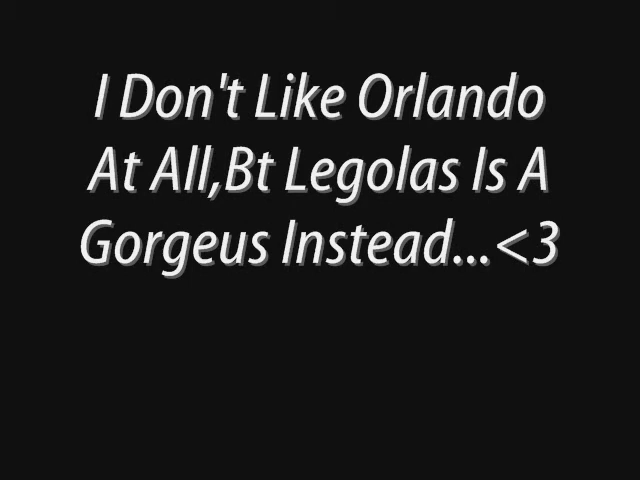 I Don't Like Orlando
At All,Bt Legolas Is A
Gorgeus Instead...<3